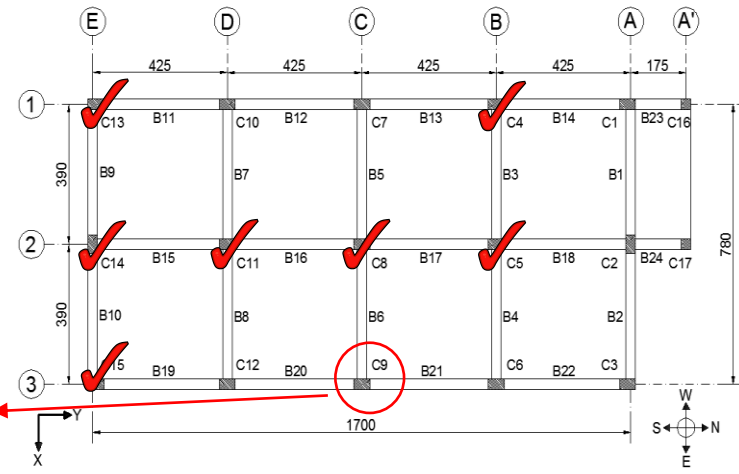 E D C B A A'
425 425 425 425 175
1
C13 B11 C10 B12 C7 B13 C4 B14 C1 B23 C16
390 B9 B7 B5 B3 B1
2
780
C14 B15 C11 B16 C8 B17 C5 B18 C2 B24 C17
390 B10 B8 B6 B4 B2
15 B19 C12 B20 C9 B21 C6 B22 C3
3
Y
1700
X
W
S N
E